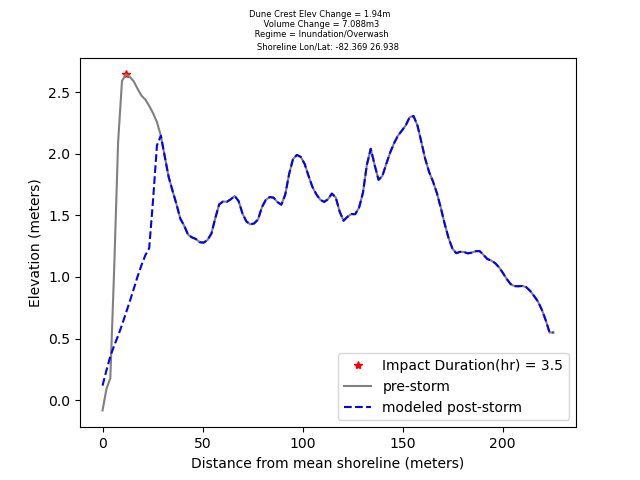 Dune Crest Elev Change = 1.94m
Volume Change = 7.088m3
Regime = Inundation/Overwash
Shoreline Lon/Lat: -82.369 26.938
Elevation (meters)
2.5
2.0
1.5
1.0
0.5
0.0
Impact Duration(hr) = 3.5
pre-storm
modeled post-storm
0 50 100 150 200
Distance from mean shoreline (meters)